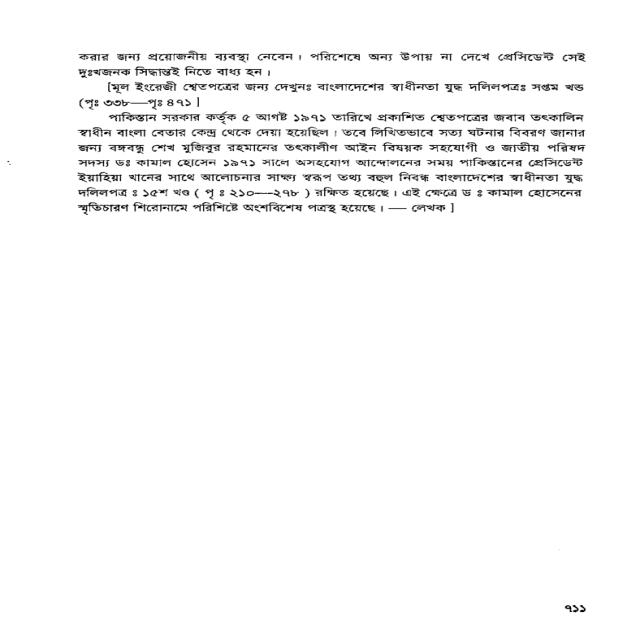 করার জন্য প্রয়োজনীয় ব্যবস্থা নেবেন। পরিশেষে অন্য উপায় না দেখে প্রেসিডেন্ট সেই
দুঃখজনক সিদ্ধান্তই নিতে বাধ্য হন।
[মূল ইংরেজী শ্বেতপত্রের জন্য দেখুনঃ বাংলাদেশের স্বাধীনতা যুদ্ধ দলিলপত্রঃ সপ্তম খন্ড
(পৃঃ ৩৩৮—পৃঃ ৪৭১ ]
পাকিস্তান সরকার কর্তৃক ৫ আগষ্ট ১৯৭১ তারিখে প্রকাশিত শ্বেতপত্রের জবাব তৎকালিন
স্বাধীন বাংলা বেতার কেন্দ্র থেকে দেয়া হয়েছিল। তবে লিখিতভাবে সত্য ঘটনার বিবরণ জানার
জন্য বঙ্গবন্ধু শেখ মুজিবুর রহমানের তৎকালীণ আইন বিষয়ক সহযোগী ও জাতীয় পরিষদ
সদস্য ডঃ কামাল হোসেন ১৯৭১ সালে অসহযোগ আন্দোলনের সময় পাকিস্তানের প্রেসিডেন্ট
ইয়াহিয়া খানের সাথে আলোচনার সাক্ষ্য স্বরূপ তথ্য বহুল নিবন্ধ বাংলাদেশের স্বাধীনতা যুদ্ধ
দলিলপত্র ঃ ১৫শ খণ্ড ( পৃ ঃ ২১০—-২৭৮ ) রক্ষিত হয়েছে। এই ক্ষেত্রে ড ঃ কামাল হোসেনের
স্মৃতিচারণ শিরোনামে পরিশিষ্টে অংশবিশেষ পত্রস্থ হয়েছে। — লেখক ]
৭১১